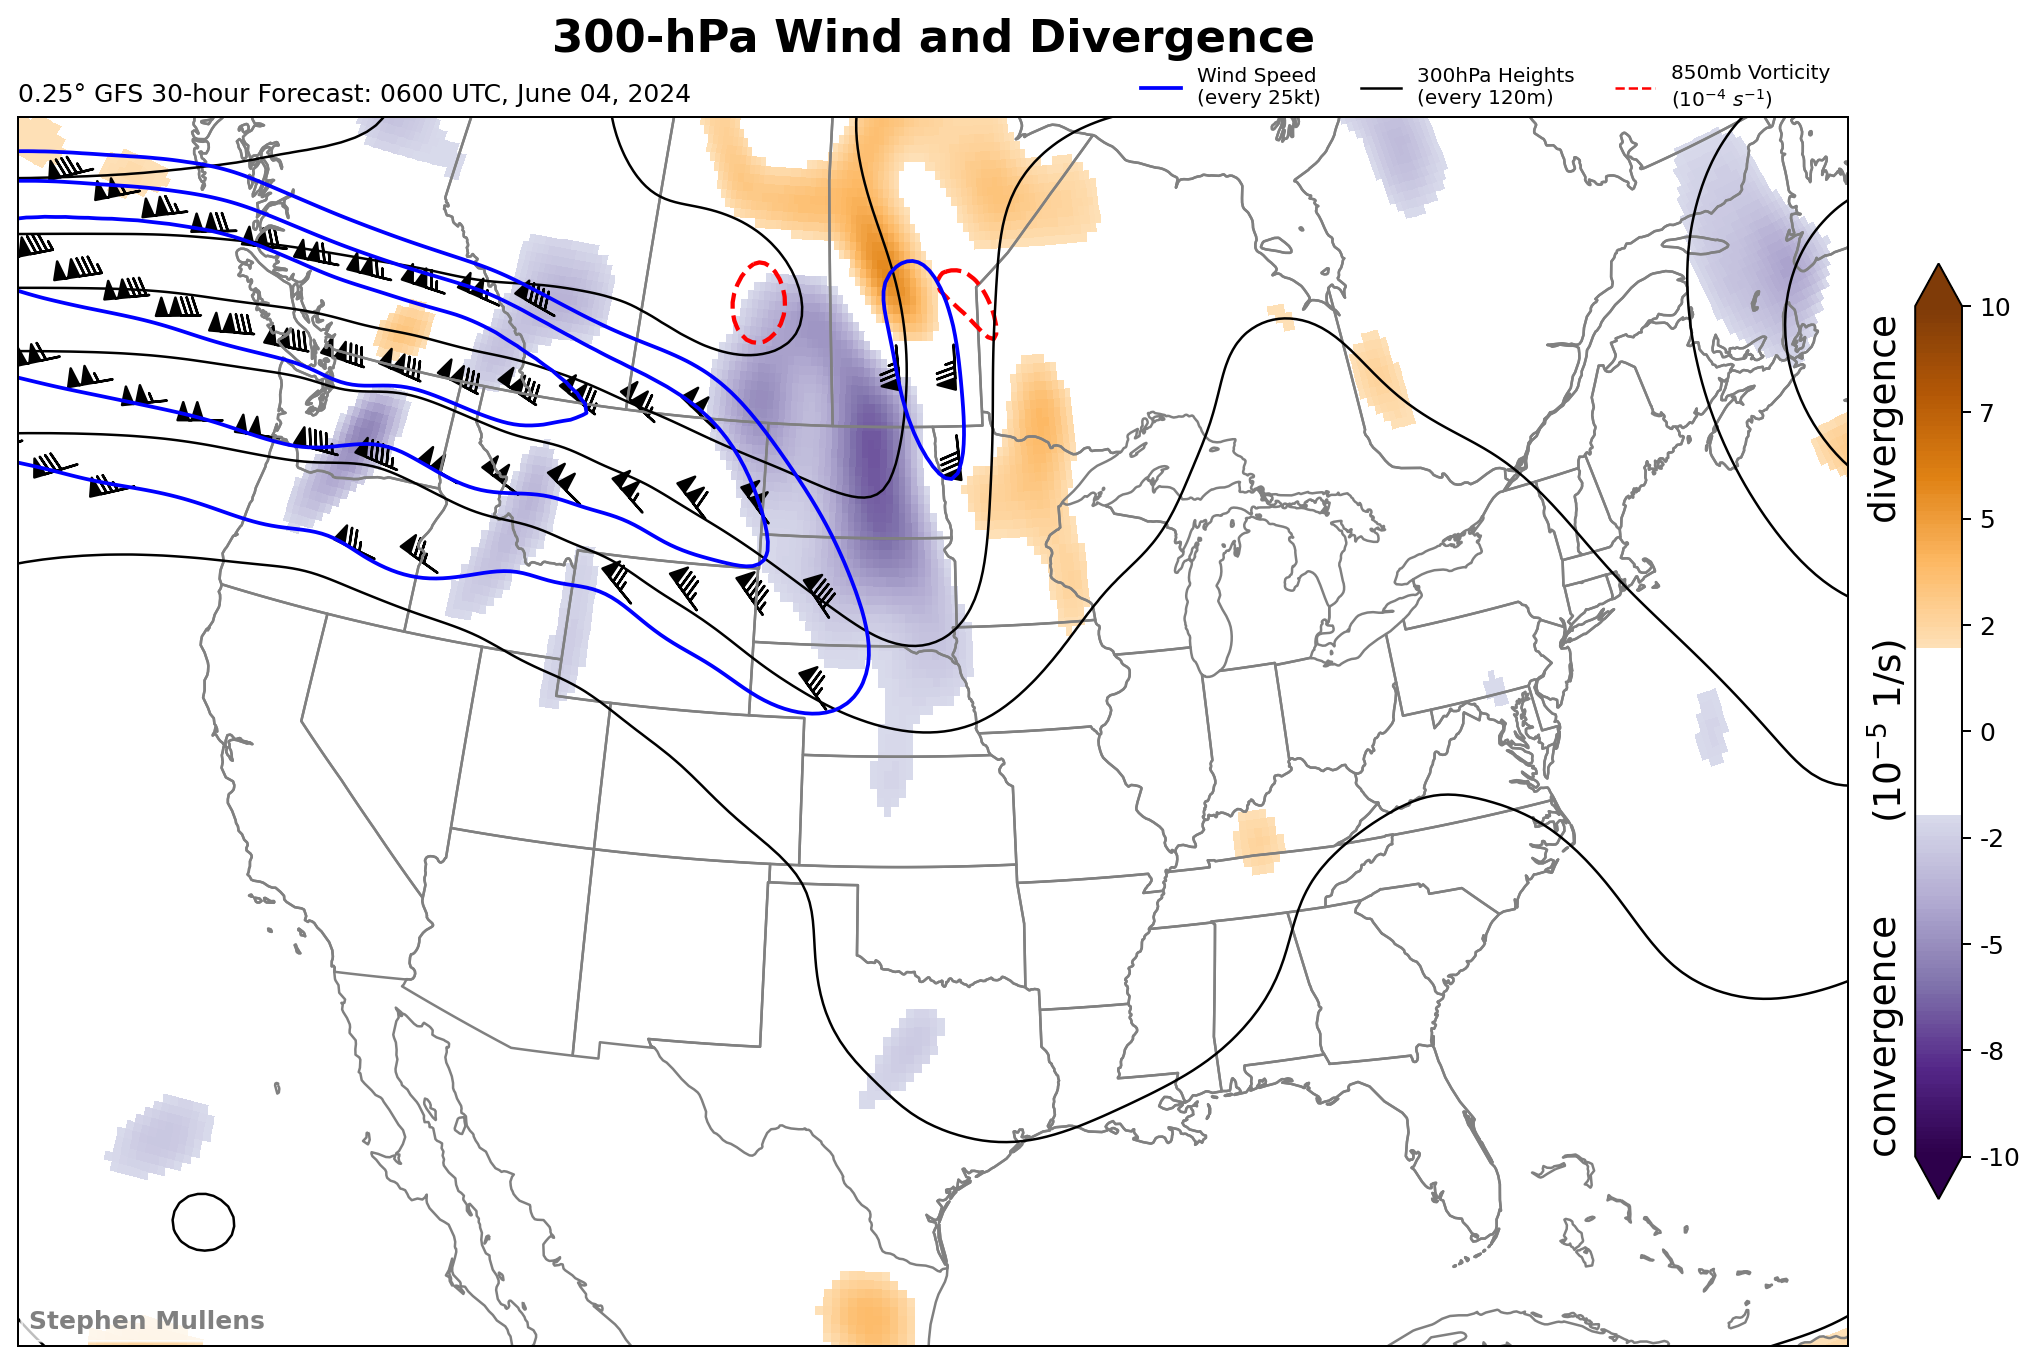 300-hPa Wind and Divergence
0.25° GFS 30-hour Forecast: 0600 UTC, June 04, 2024
Wind Speed
(every 25kt)
300hPa Heights
(every 120m)
850mb Vorticity
(10⁻⁴ s⁻¹)
10
7
5
2
0
-2
-5
-8
-10
convergence (10⁻⁵ 1/s) divergence
Stephen Mullens